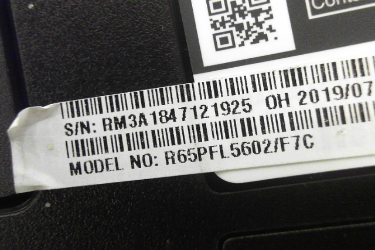 S/N: RM3A1847121925 OH 2019/07
MODEL NO: R65PFL5602/F7C